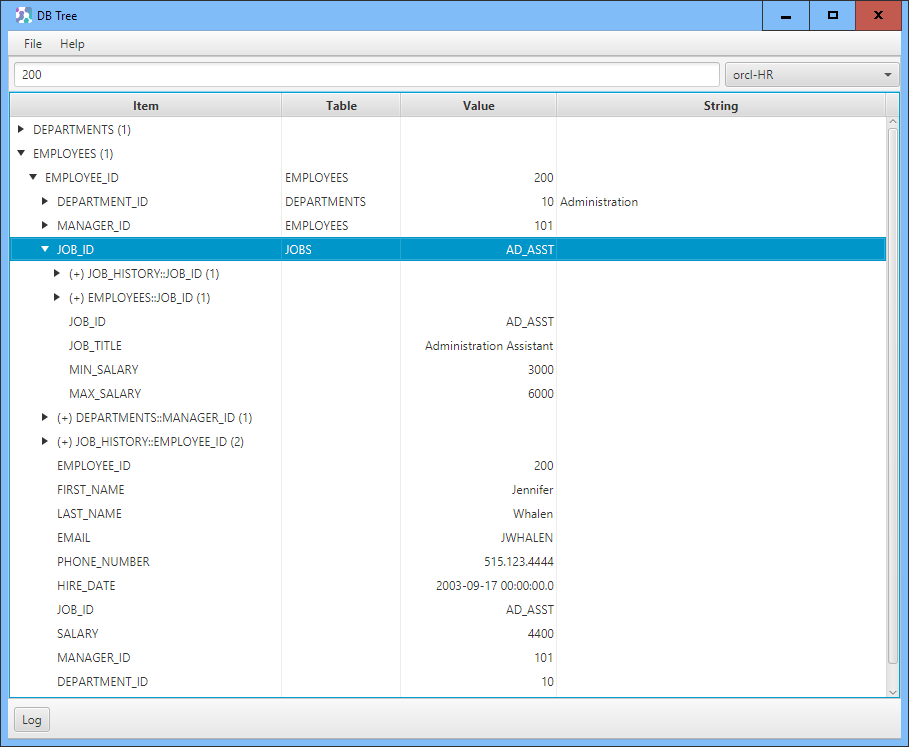 DB Tree
File Help
200 orcl-HR
Item Table Value String
DEPARTMENTS (1)
EMPLOYEES (1)
EMPLOYEE_ID EMPLOYEES 200
DEPARTMENT_ID DEPARTMENTS 10 Administration
MANAGER_ID EMPLOYEES 101
JOB_ID JOBS AD_ASST
(+) JOB_HISTORY::JOB_ID (1)
(+) EMPLOYEES::JOB_ID (1)
JOB_ID AD_ASST
JOB_TITLE Administration Assistant
MIN_SALARY 3000
MAX_SALARY 6000
(+) DEPARTMENTS::MANAGER_ID (1)
(+) JOB_HISTORY::EMPLOYEE_ID (2)
EMPLOYEE_ID 200
FIRST_NAME Jennifer
LAST_NAME Whalen
EMAIL JWHALEN
PHONE_NUMBER 515.123.4444
HIRE_DATE 2003-09-17 00:00:00.0
JOB_ID AD_ASST
SALARY 4400
MANAGER_ID 101
DEPARTMENT_ID 10
Log